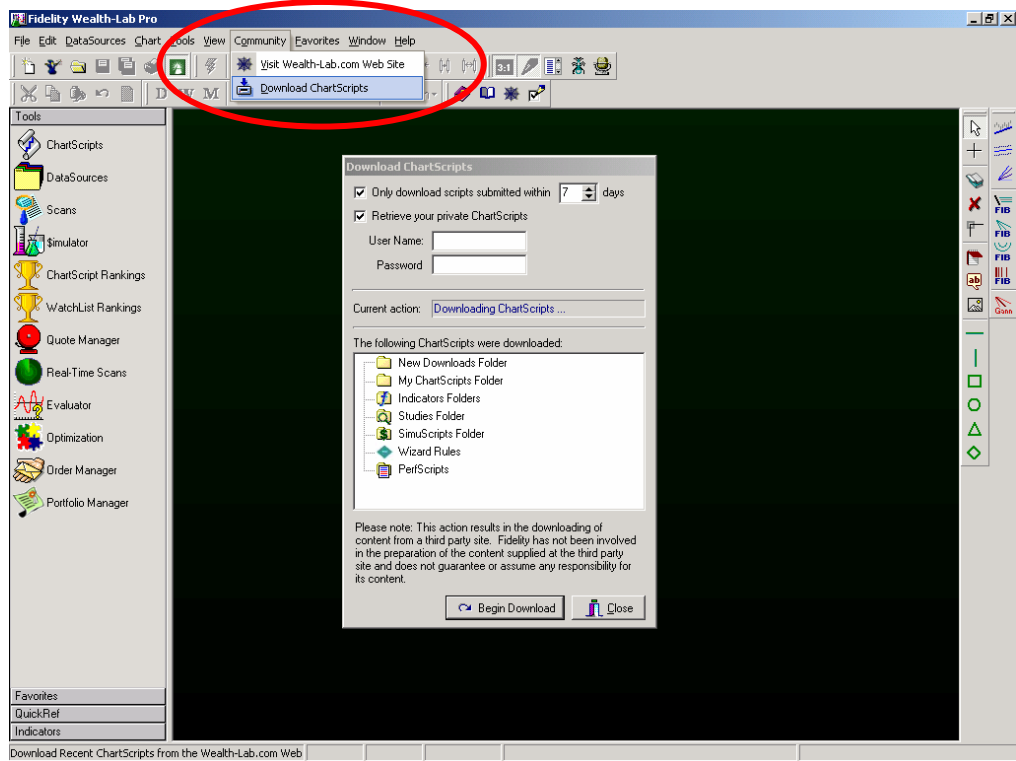 Fidelity Wealth-Lab Pro
File Edit DataSources Chart Tools View Community Favorites Window Help
Visit Wealth-Lab.com Web Site
3:1
Download ChartScripts
D W M
Tools
ChartScripts
DataSources
Scans
$imulator
ChartScript Rankings
WatchList Rankings
Quote Manager
Real-Time Scans
Evaluator
Optimization
Order Manager
Portfolio Manager
Favorites
QuickRef
Indicators
Download ChartScripts
Only download scripts submitted within 7 days
Retrieve your private ChartScripts
User Name:
Password
Current action: Downloading ChartScripts ...
The following ChartScripts were downloaded:
New Downloads Folder
My ChartScripts Folder
Indicators Folders
Studies Folder
SimuScripts Folder
Wizard Rules
PerfScripts
Please note: This action results in the downloading of
content from a third party site. Fidelity has not been involved
in the preparation of the content supplied at the third party
site and does not guarantee or assume any responsibility for
its content.
Begin Download Close
FIB
FIB
FIB
ab FIB
Gann
Download Recent ChartScripts from the Wealth-Lab.com Web